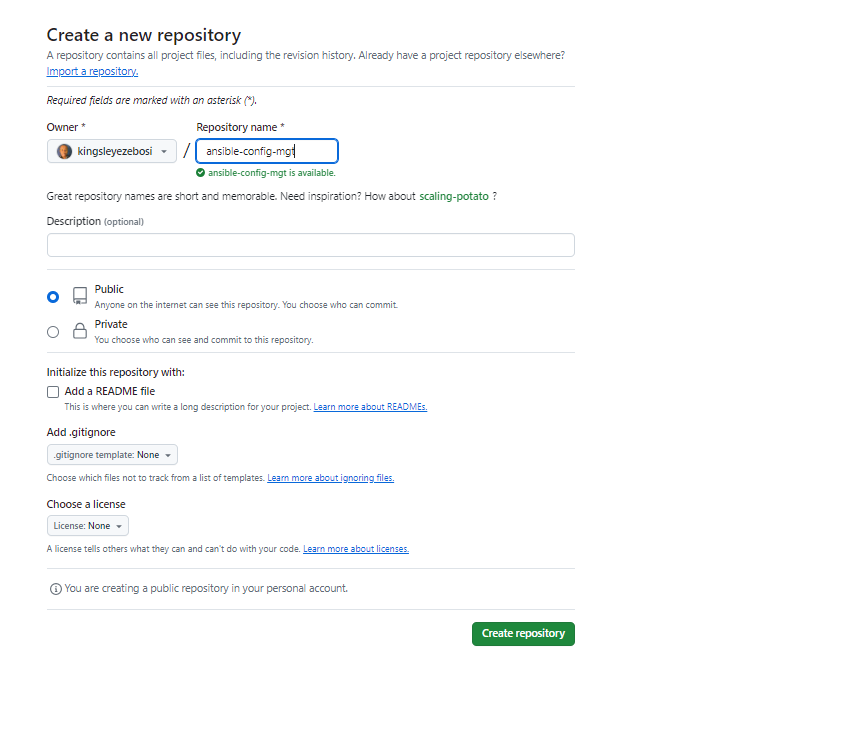 Create a new repository
A repository contains all project files, including the revision history. Already have a project repository elsewhere?
Import a repository.
Required fields are marked with an asterisk (*).
Owner * Repository name *
kingsleyezebosi / ansible-config-mgt
ansible-config-mgt is available.
Great repository names are short and memorable. Need inspiration? How about scaling-potato ?
Description (optional)
Public
Anyone on the internet can see this repository. You choose who can commit.
Private
You choose who can see and commit to this repository.
Initialize this repository with:
Add a README file
This is where you can write a long description for your project. Learn more about READMEs.
Add .gitignore
.gitignore template: None
Choose which files not to track from a list of templates. Learn more about ignoring files.
Choose a license
License: None
A license tells others what they can and can't do with your code. Learn more about licenses.
You are creating a public repository in your personal account.
Create repository